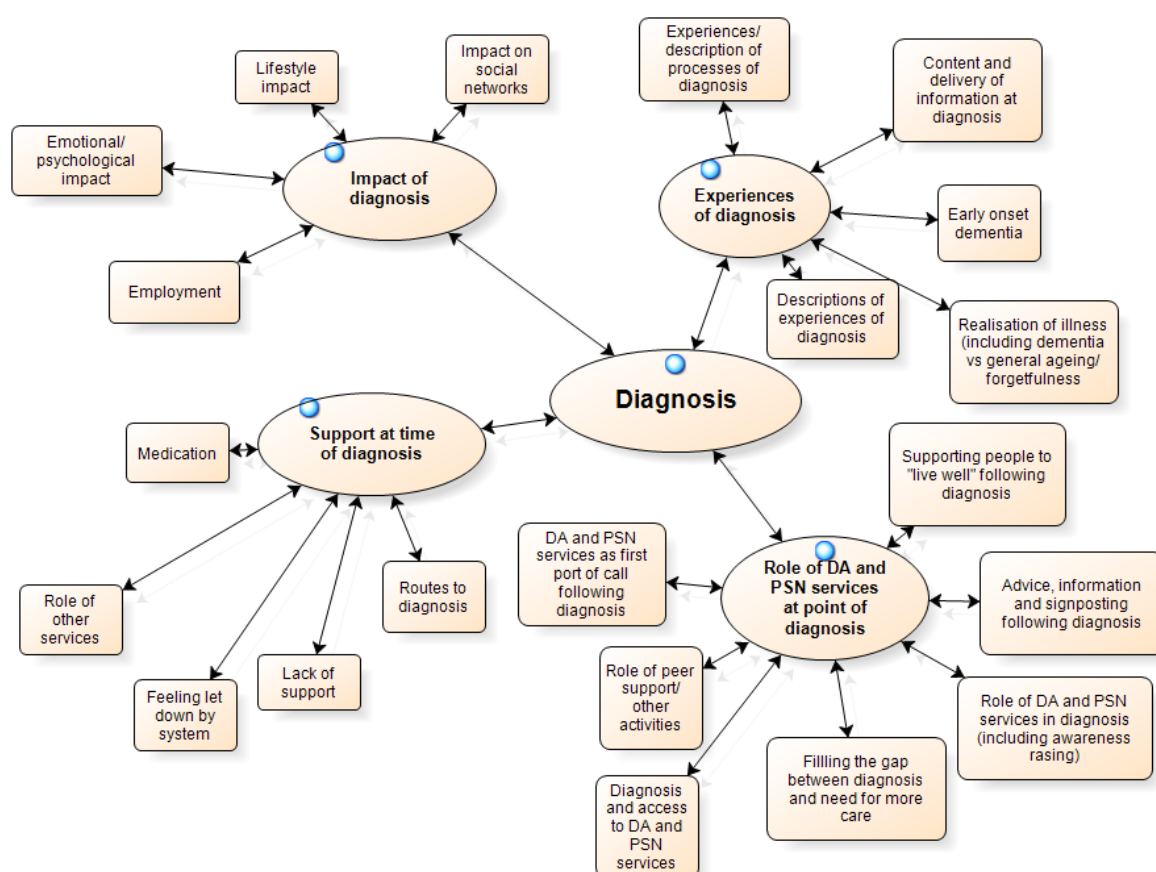 Lifestyle
impact
Impact on
social
networks
Emotional/
psychological
impact
Impact of
diagnosis
Employment
Experiences/
description of
processes of
diagnosis
Content and
delivery of
information at
diagnosis
Experiences
of diagnosis
Early onset
dementia
Descriptions of
experiences of
diagnosis
Realisation of illness
(including dementia
vs general ageing/
forgetfulness
Diagnosis
Support at time
of diagnosis
Medication
Role of other
services
Feeling let
down by
system
Lack of
support
Routes to
diagnosis
Supporting people to
"live well" following
diagnosis
DA and PSN
services as first
port of call
following
diagnosis
Role of DA and
PSN services
at point of
diagnosis
Advice, information
and signposting
following diagnosis
Role of peer
support/
other
activities
Role of DA and PSN
services in diagnosis
(including awareness
rasing)
Diagnosis
and access
to DA and
PSN
services
Fillling the gap
between diagnosis
and need for more
care